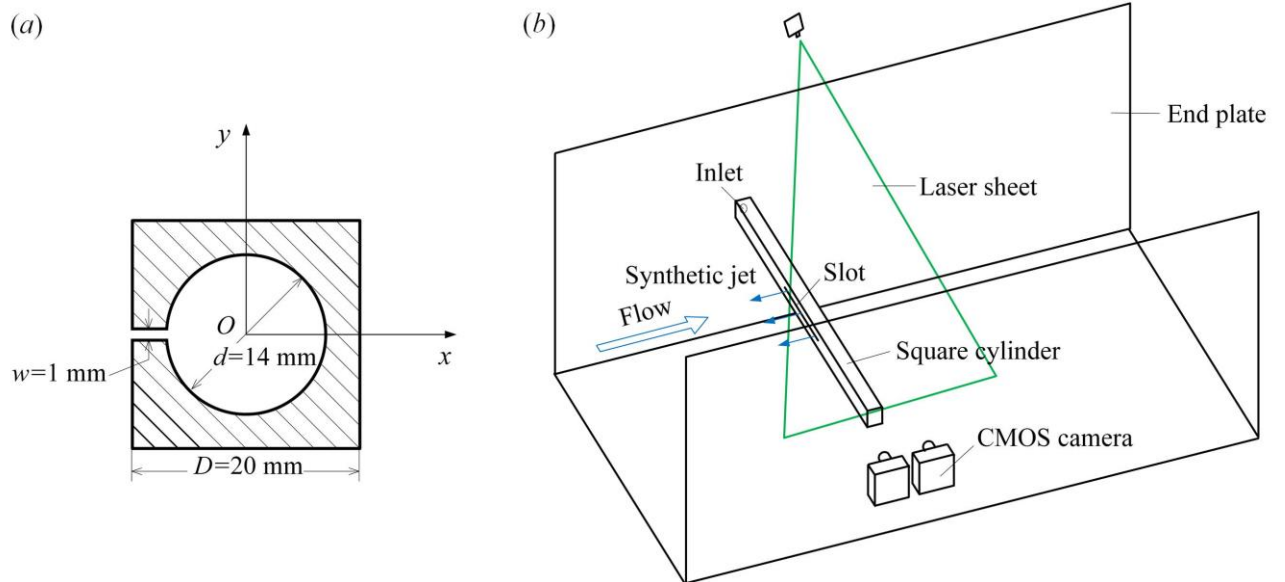 (a)
y
O
x
d=14 mm
w=1 mm
D=20 mm
(b)
End plate
Inlet
Laser sheet
Synthetic jet
Slot
Flow
Square cylinder
CMOS camera